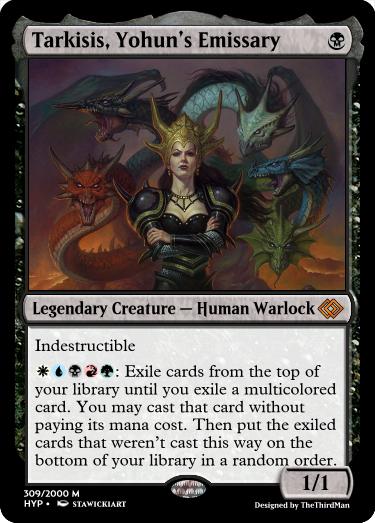 Tarkisis, Yohun's Emissary
Legendary Creature — Human Warlock
Indestructible
: Exile cards from the top of
your library until you exile a multicolored
card. You may cast that card without
paying its mana cost. Then put the exiled
cards that weren't cast this way on the
bottom of your library in a random order.
1/1
309/2000 M
HYP • STAWICKIART
Designed by TheThirdMan